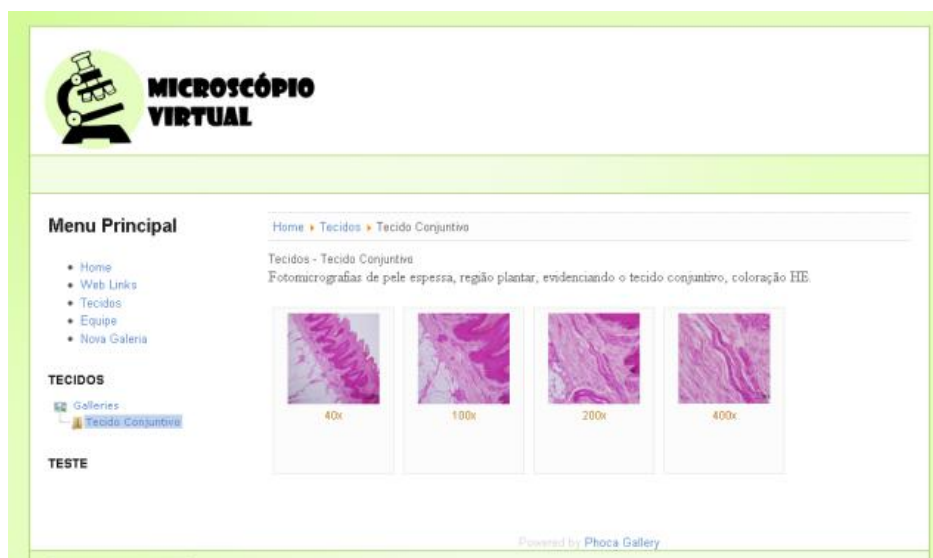 MICROSCÓPIO
VIRTUAL
Menu Principal
Home
Web Links
Tecidos
Equipe
Nova Galeria
TECIDOS
Galleries
Tecido Conjuntivo
TESTE
Home Tecidos Tecido Conjuntivo
Tecidos - Tecido Conjuntivo
Fotomicrografias de pele espessa, região plantar, evidenciando o tecido conjuntivo, coloração HE.
40x 100x 200x 400x
Powered by Phoca Gallery